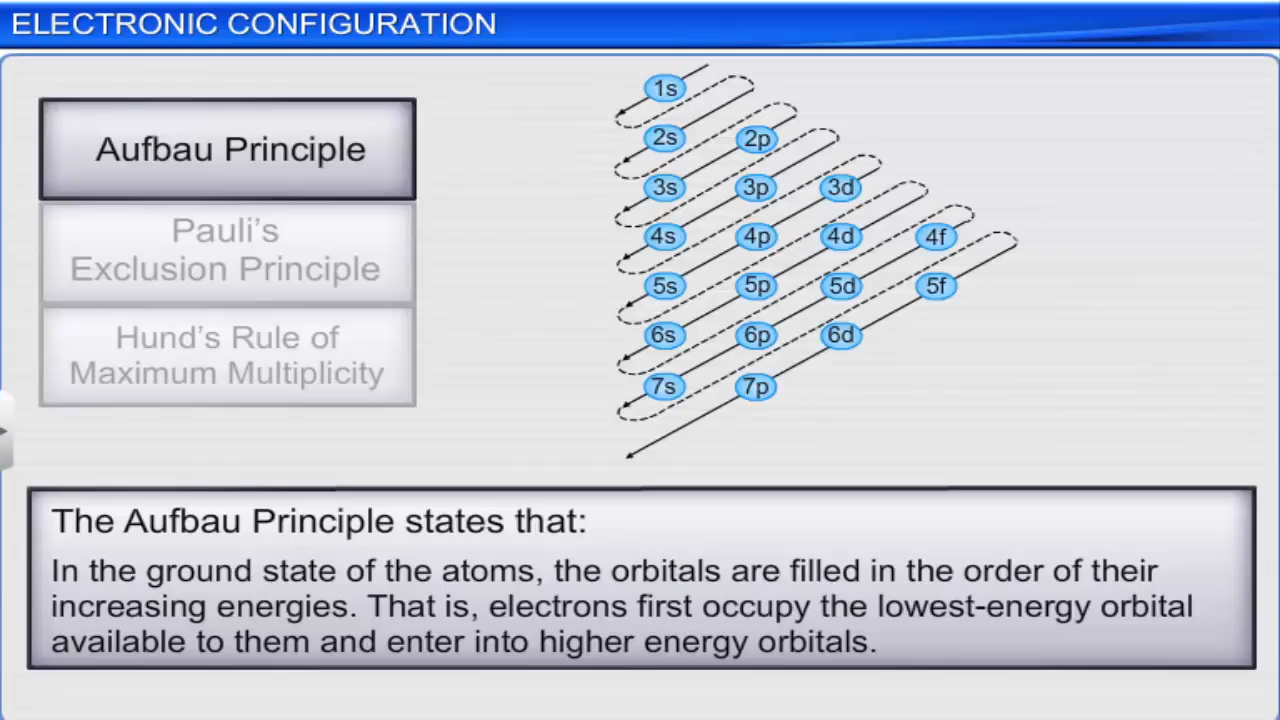 ELECTRONIC CONFIGURATION
Aufbau Principle
Pauli’s
Exclusion Principle
Hund’s Rule of
Maximum Multiplicity
1s
2s 2p
3s 3p 3d
4s 4p 4d 4f
5s 5p 5d 5f
6s 6p 6d
7s 7p
The Aufbau Principle states that:
In the ground state of the atoms, the orbitals are filled in the order of their
increasing energies. That is, electrons first occupy the lowest-energy orbital
available to them and enter into higher energy orbitals.